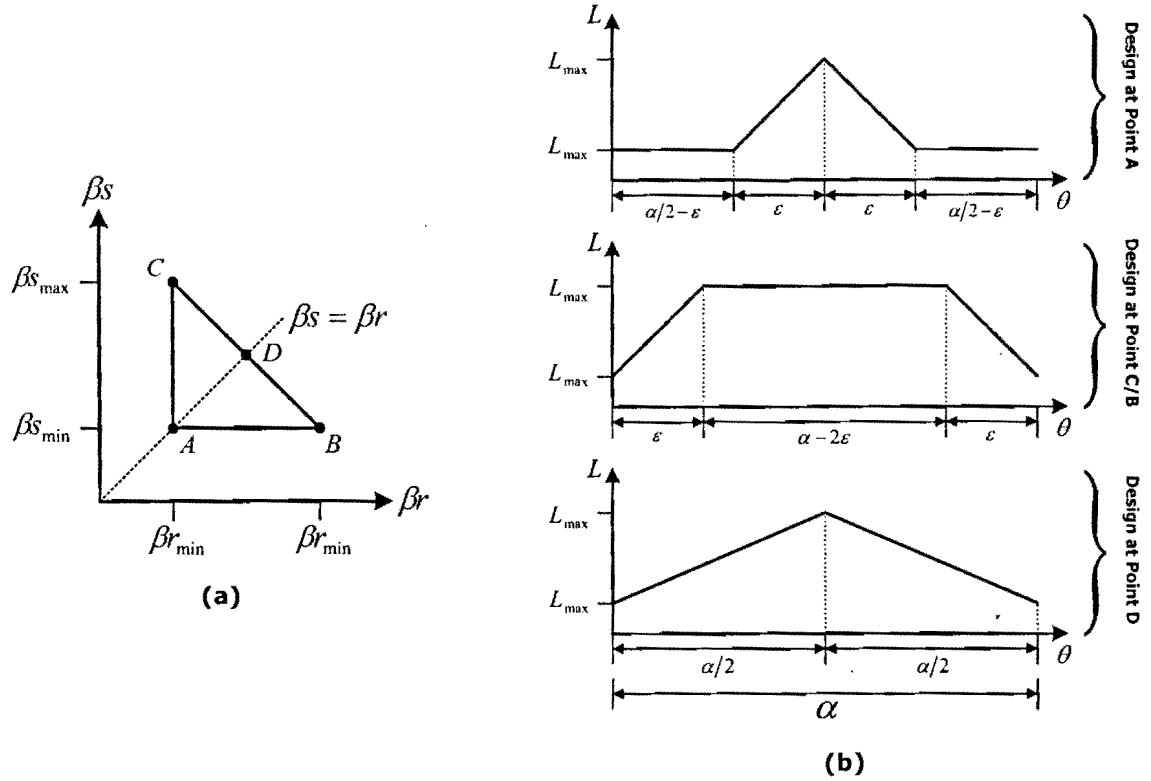 βs
βs_max
C
βs = βr
D
βs_min
A
B
βr
βr_min
βr_min
(a)
L
L_max
L_max
α/2−ε
ε
ε
α/2−ε
θ
Design at Point A
L
L_max
L_max
ε
α−2ε
ε
θ
Design at Point C/B
L
L_max
L_max
α/2
α/2
θ
α
Design at Point D
(b)